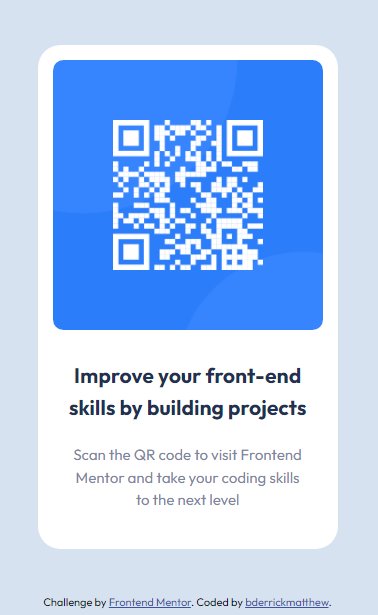 Improve your front-end
skills by building projects
Scan the QR code to visit Frontend
Mentor and take your coding skills
to the next level
Challenge by Frontend Mentor. Coded by bderrickmatthew.